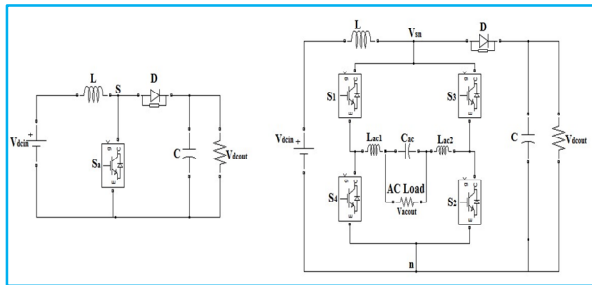 L
S
D
Vdcin
+
Sa
C
Vdcout
L
Vsn
D
S1
S3
Vdcin
+
Lac1
Cac
Lac2
C
Vdcout
AC Load
Vacout
S4
S2
n